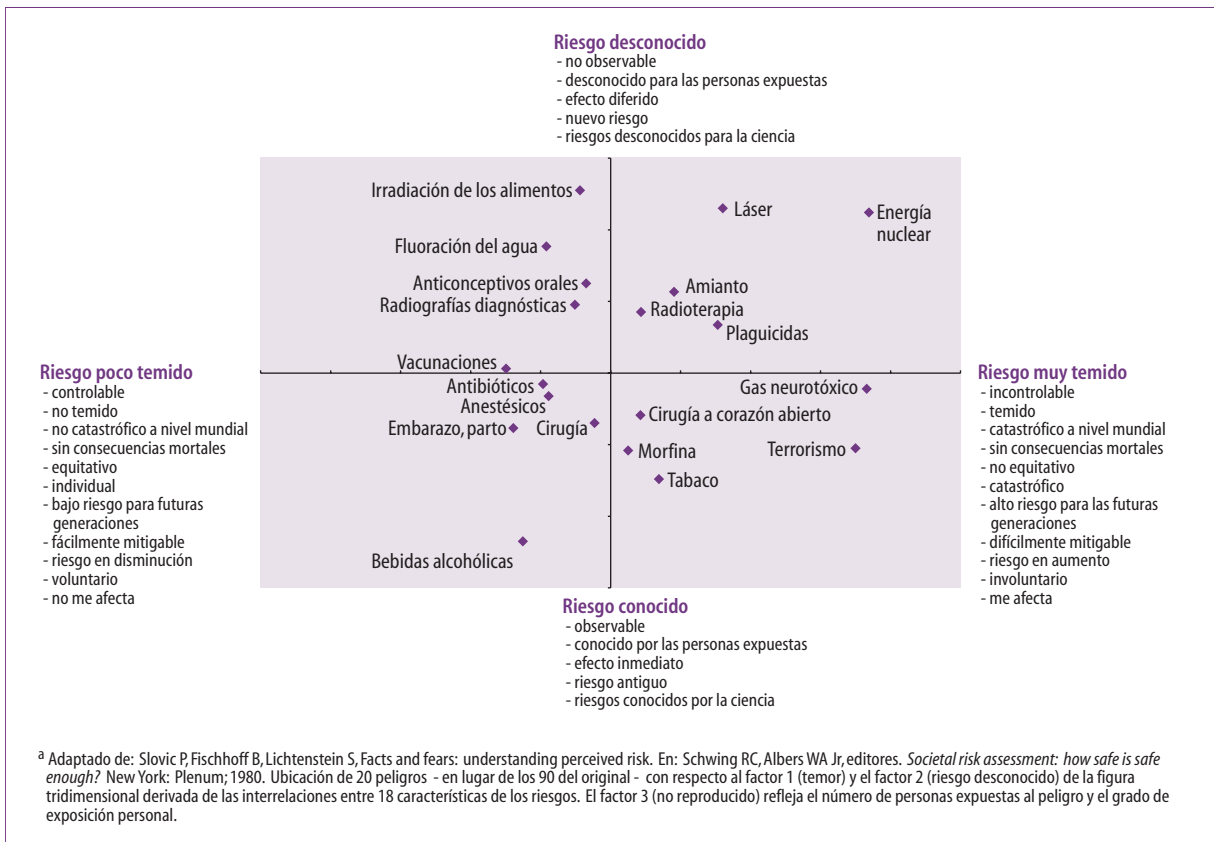 Riesgo desconocido
- no observable
- desconocido para las personas expuestas
- efecto diferido
- nuevo riesgo
- riesgos desconocidos para la ciencia
Irradiación de los alimentos
Láser
Energía
nuclear
Fluoración del agua
Anticonceptivos orales
Amianto
Radiografías diagnósticas
Radioterapia
Plaguicidas
Vacunaciones
Riesgo poco temido
- controlable
- no temido
- no catastrófico a nivel mundial
- sin consecuencias mortales
- equitativo
- individual
- bajo riesgo para futuras
generaciones
- fácilmente mitigable
- riesgo en disminución
- voluntario
- no me afecta
Riesgo muy temido
- incontrolable
- temido
- catastrófico a nivel mundial
- sin consecuencias mortales
- no equitativo
- catastrófico
- alto riesgo para las futuras
generaciones
- difícilmente mitigable
- riesgo en aumento
- involuntario
- me afecta
Antibióticos
Gas neurotóxico
Anestésicos
Cirugía a corazón abierto
Embarazo, parto
Cirugía
Morfina
Terrorismo
Tabaco
Bebidas alcohólicas
Riesgo conocido
- observable
- conocido por las personas expuestas
- efecto inmediato
- riesgo antiguo
- riesgos conocidos por la ciencia
a Adaptado de: Slovic P, Fischhoff B, Lichtenstein S, Facts and fears: understanding perceived risk. En: Schwing RC, Albers WA Jr, editores. Societal risk assessment: how safe is safe
enough? New York: Plenum; 1980. Ubicación de 20 peligros - en lugar de los 90 del original - con respecto al factor 1 (temor) y el factor 2 (riesgo desconocido) de la figura
tridimensional derivada de las interrelaciones entre 18 características de los riesgos. El factor 3 (no reproducido) refleja el número de personas expuestas al peligro y el grado de
exposición personal.